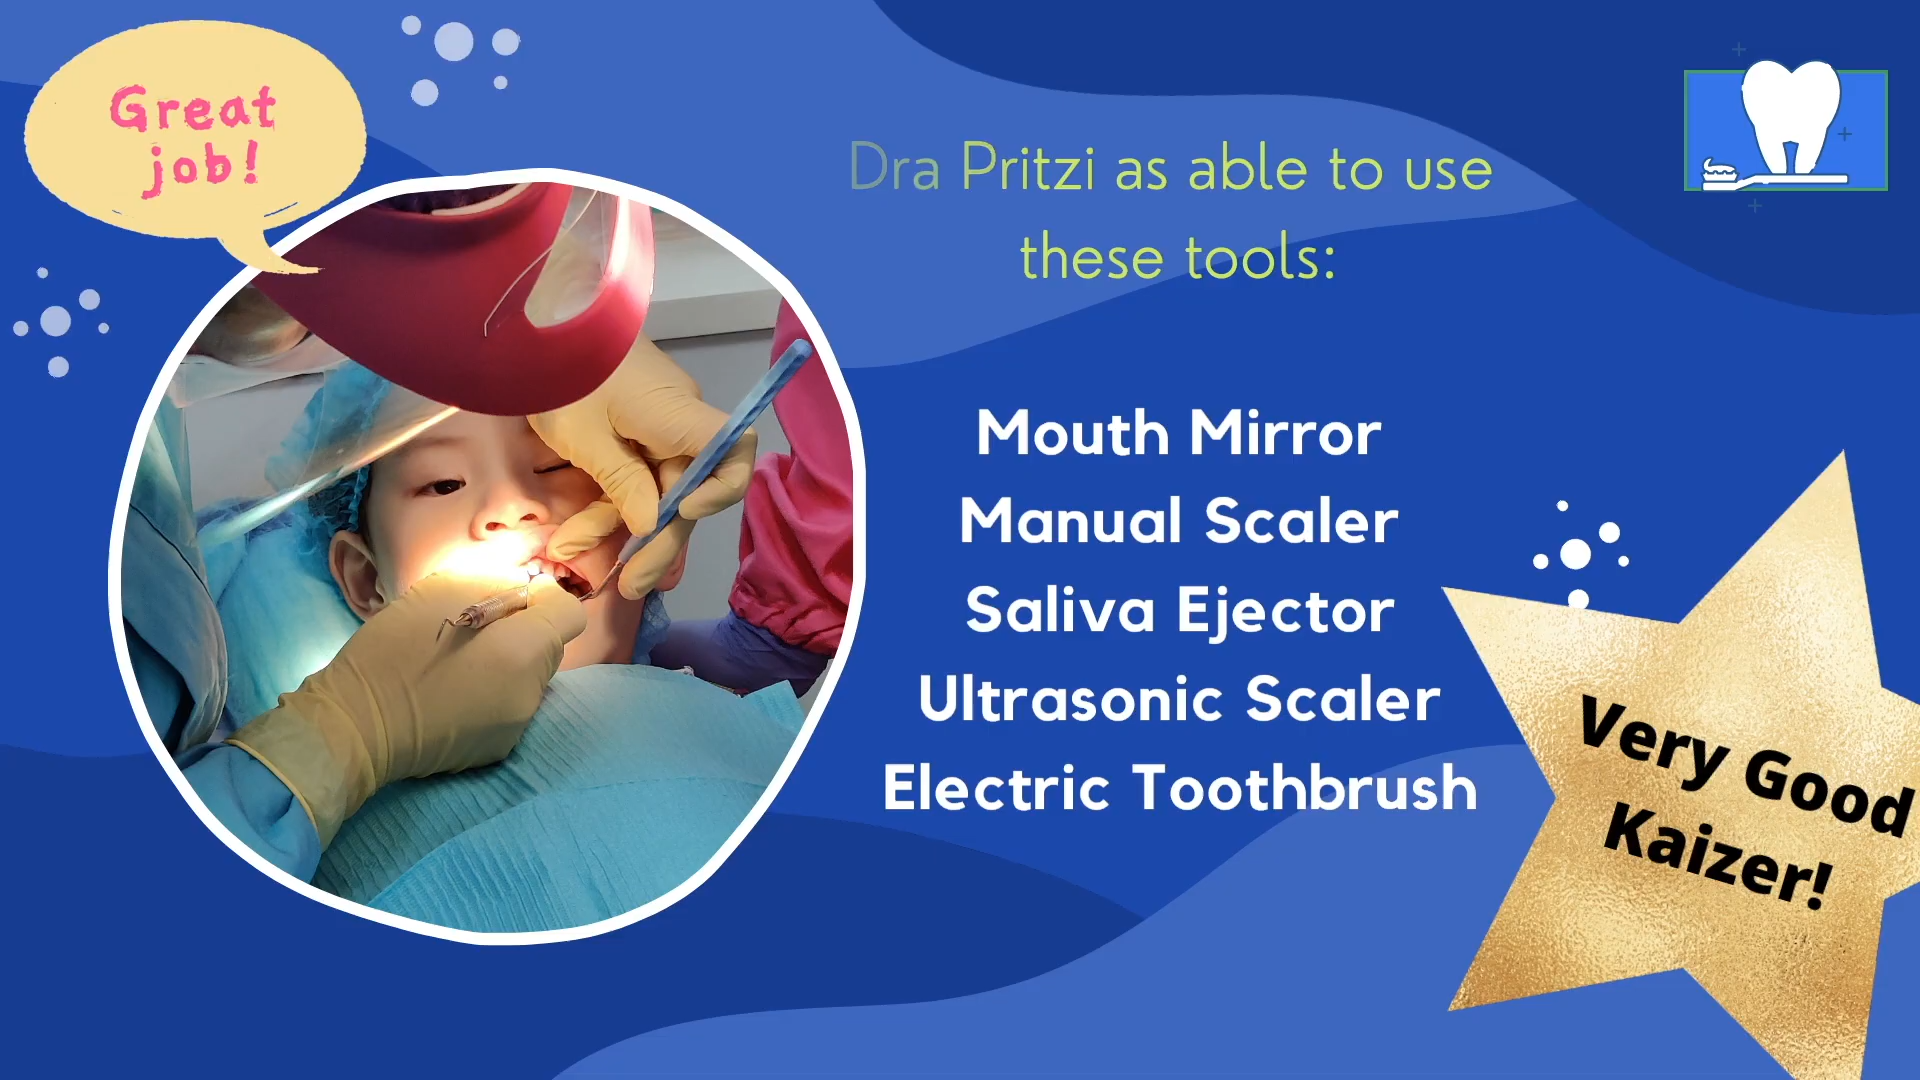 Great
job!
Dra Pritzi as able to use
these tools:
Mouth Mirror
Manual Scaler
Saliva Ejector
Ultrasonic Scaler
Electric Toothbrush
Very Good
Kaizer!